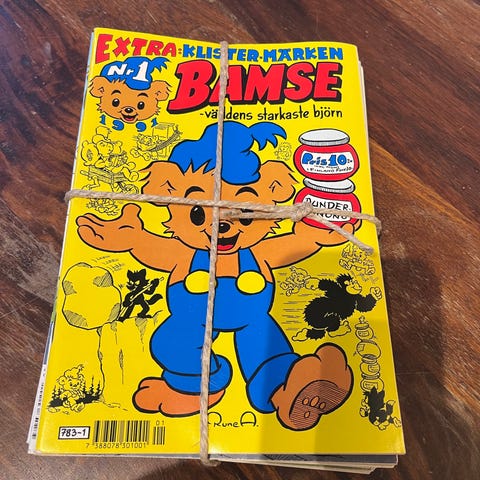 EXTRA: KLISTER-MÄRKEN
Nr 1
BAMSE
1991
-världens starkaste björn
Pris 10:-
DUNDER
HONUNG
Rune A.
783-1
01
7 388078 301001